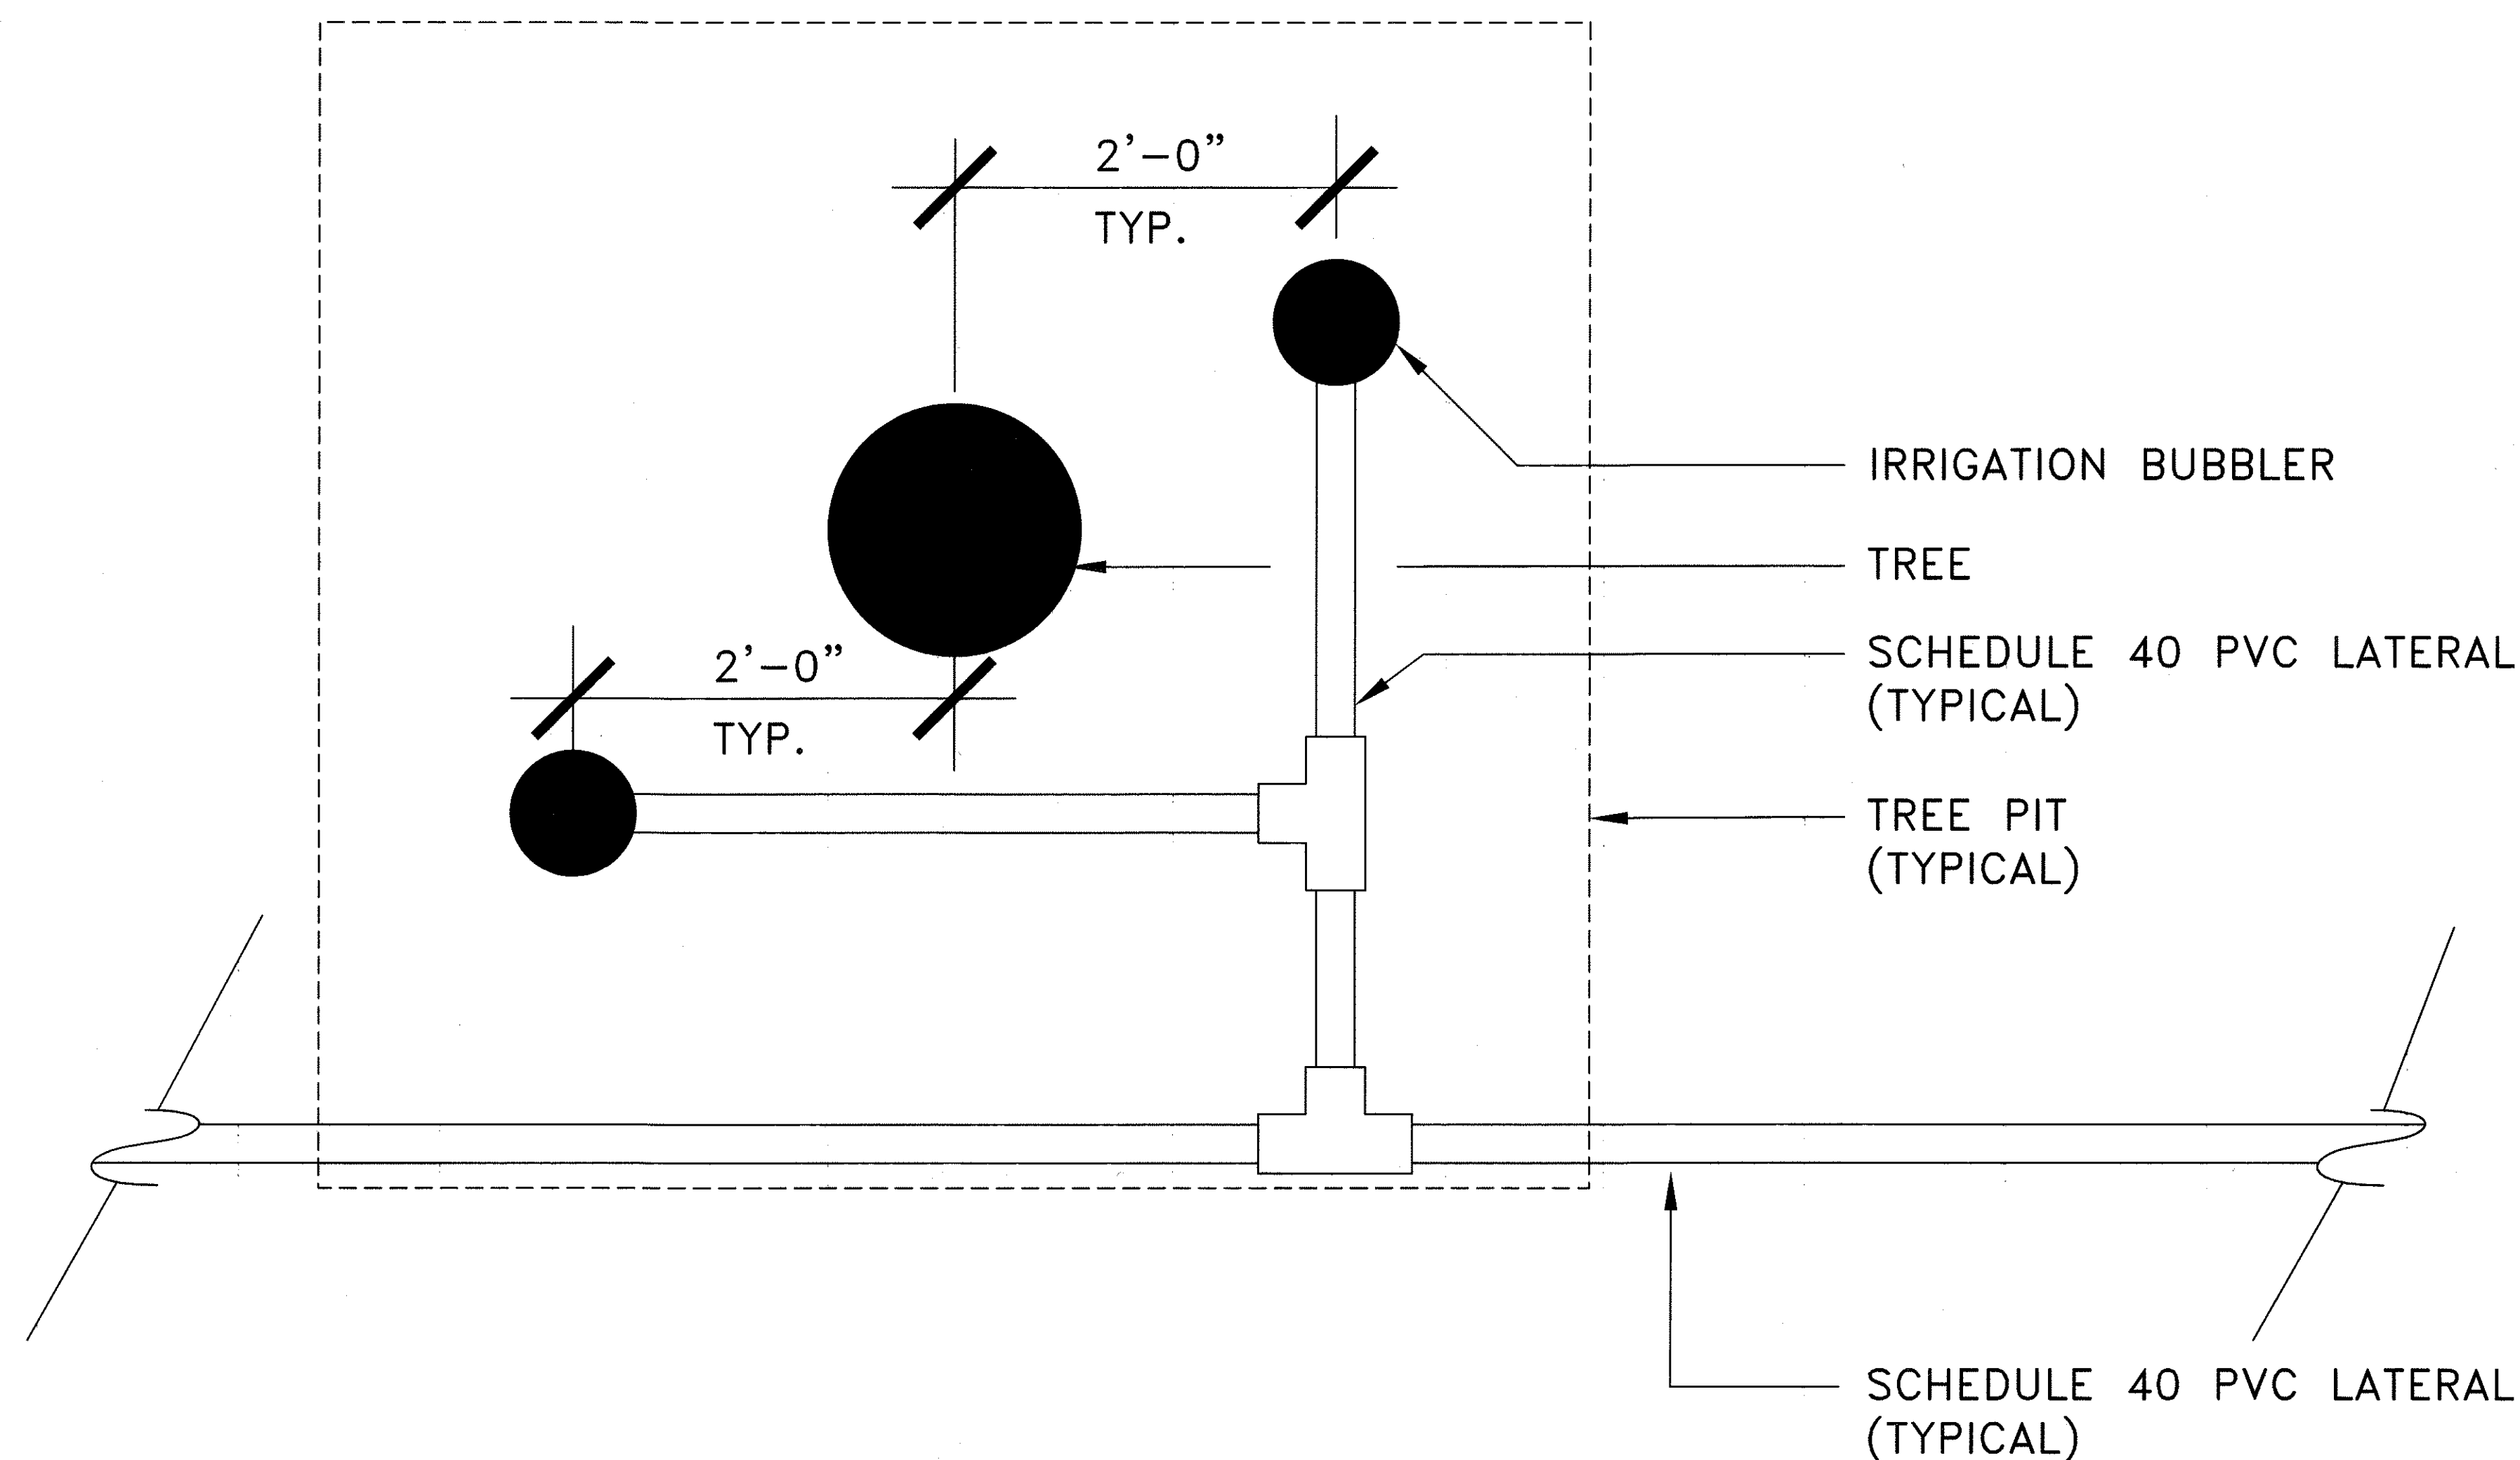 2'-0"
TYP.
IRRIGATION BUBBLER
TREE
2'-0"
TYP.
SCHEDULE 40 PVC LATERAL
(TYPICAL)
TREE PIT
(TYPICAL)
SCHEDULE 40 PVC LATERAL
(TYPICAL)